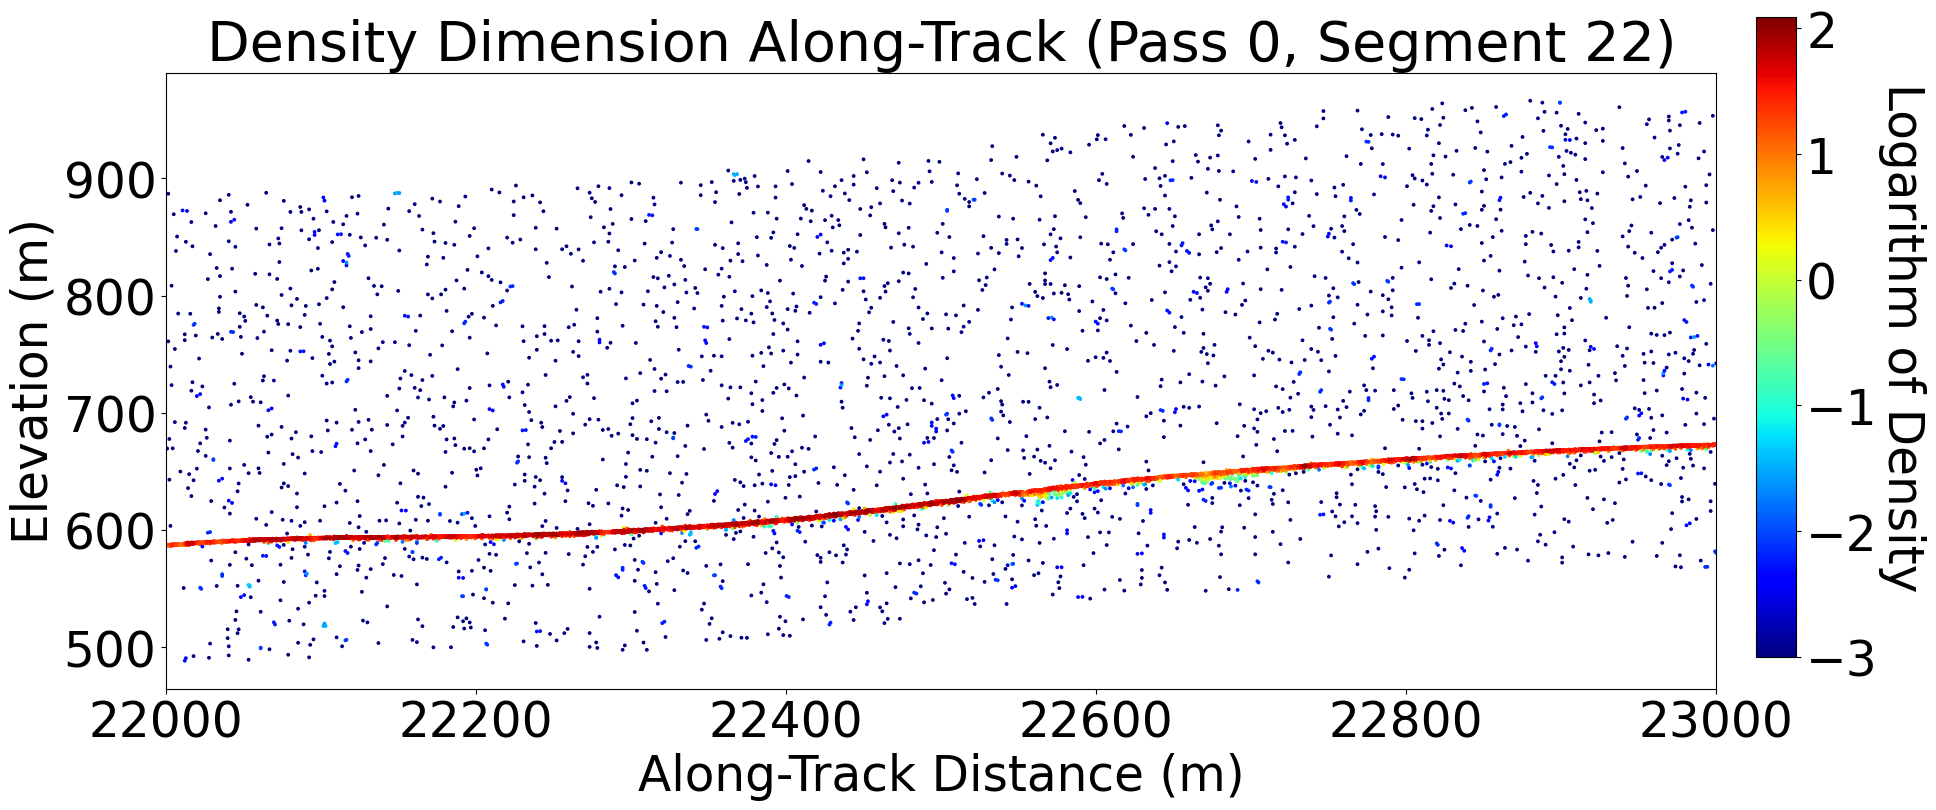 Density Dimension Along-Track (Pass 0, Segment 22)
Elevation (m)
900
800
700
600
500
22000 22200 22400 22600 22800 23000
Along-Track Distance (m)
2
1
0
−1
−2
−3
Logarithm of Density